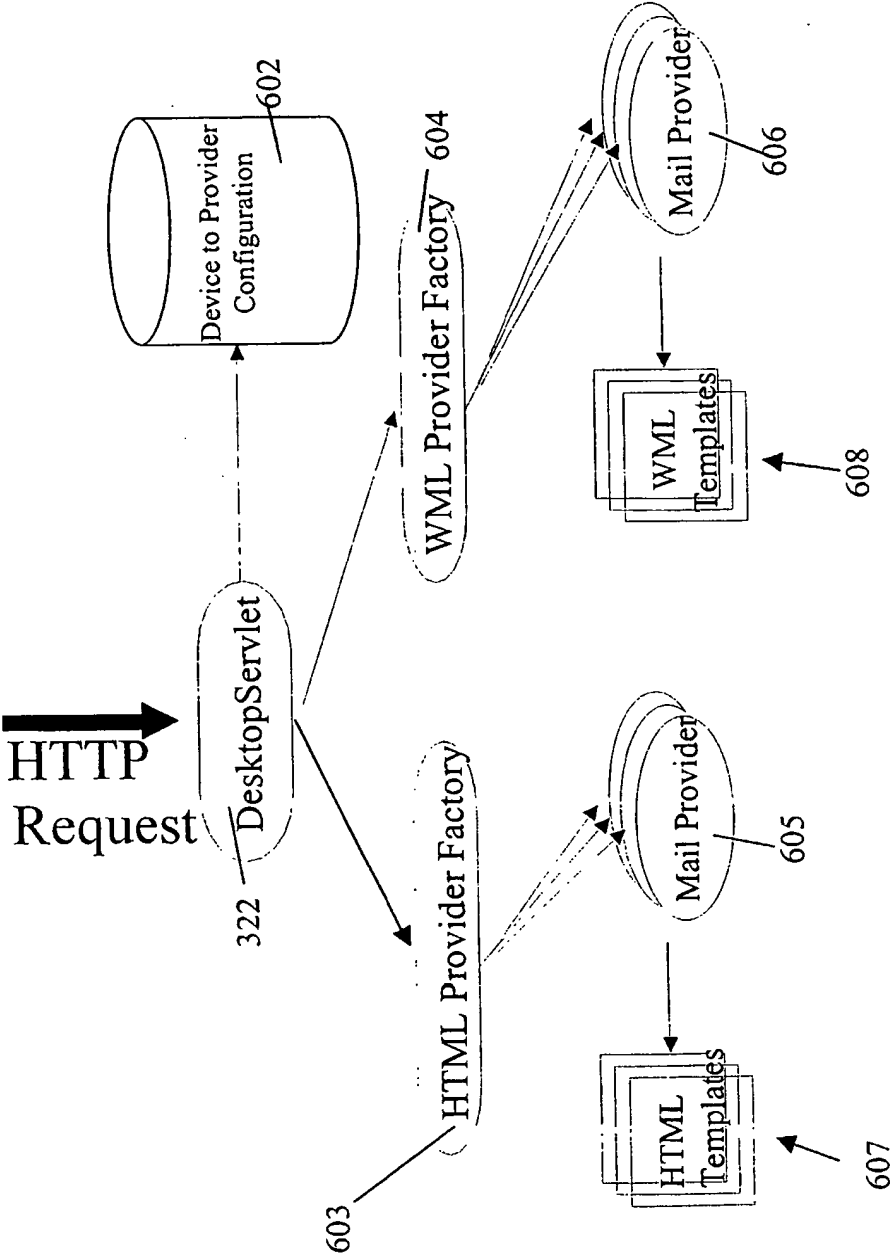 HTTP
Request
DesktopServlet
322
Device to Provider
Configuration
602
HTML Provider Factory
603
WML Provider Factory
604
Mail Provider
605
Mail Provider
606
HTML
Templates
607
WML
Templates
608